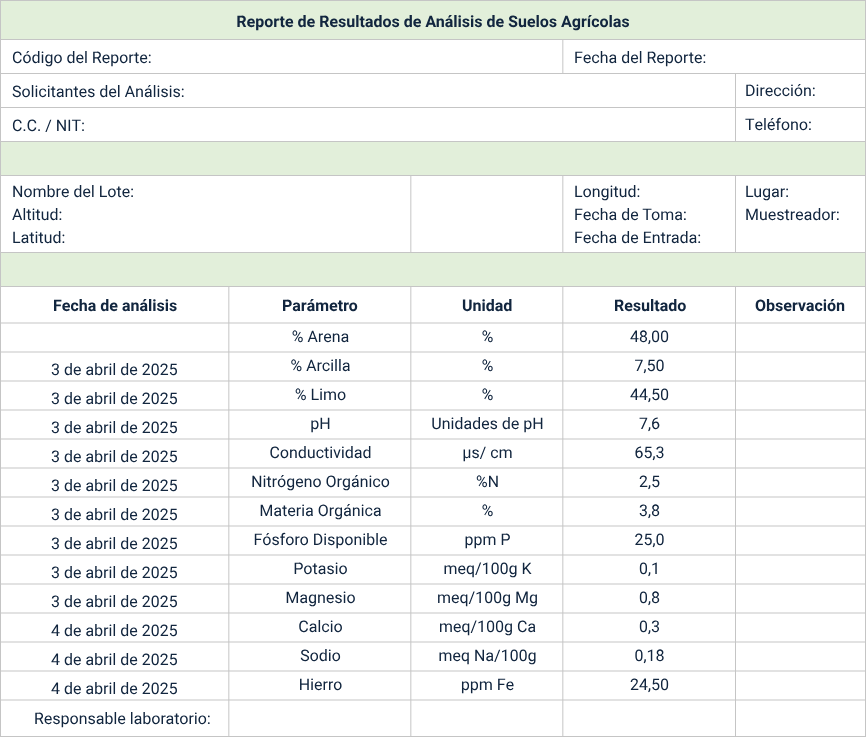 Reporte de Resultados de Análisis de Suelos Agrícolas
Código del Reporte: Fecha del Reporte:
Solicitantes del Análisis: Dirección:
C.C. / NIT: Teléfono:
Nombre del Lote: Longitud: Lugar:
Altitud: Fecha de Toma: Muestreador:
Latitud: Fecha de Entrada:
Fecha de análisis Parámetro Unidad Resultado Observación
% Arena % 48,00
3 de abril de 2025 % Arcilla % 7,50
3 de abril de 2025 % Limo % 44,50
3 de abril de 2025 pH Unidades de pH 7,6
3 de abril de 2025 Conductividad µs/ cm 65,3
3 de abril de 2025 Nitrógeno Orgánico %N 2,5
3 de abril de 2025 Materia Orgánica % 3,8
3 de abril de 2025 Fósforo Disponible ppm P 25,0
3 de abril de 2025 Potasio meq/100g K 0,1
3 de abril de 2025 Magnesio meq/100g Mg 0,8
4 de abril de 2025 Calcio meq/100g Ca 0,3
4 de abril de 2025 Sodio meq Na/100g 0,18
4 de abril de 2025 Hierro ppm Fe 24,50
Responsable laboratorio: